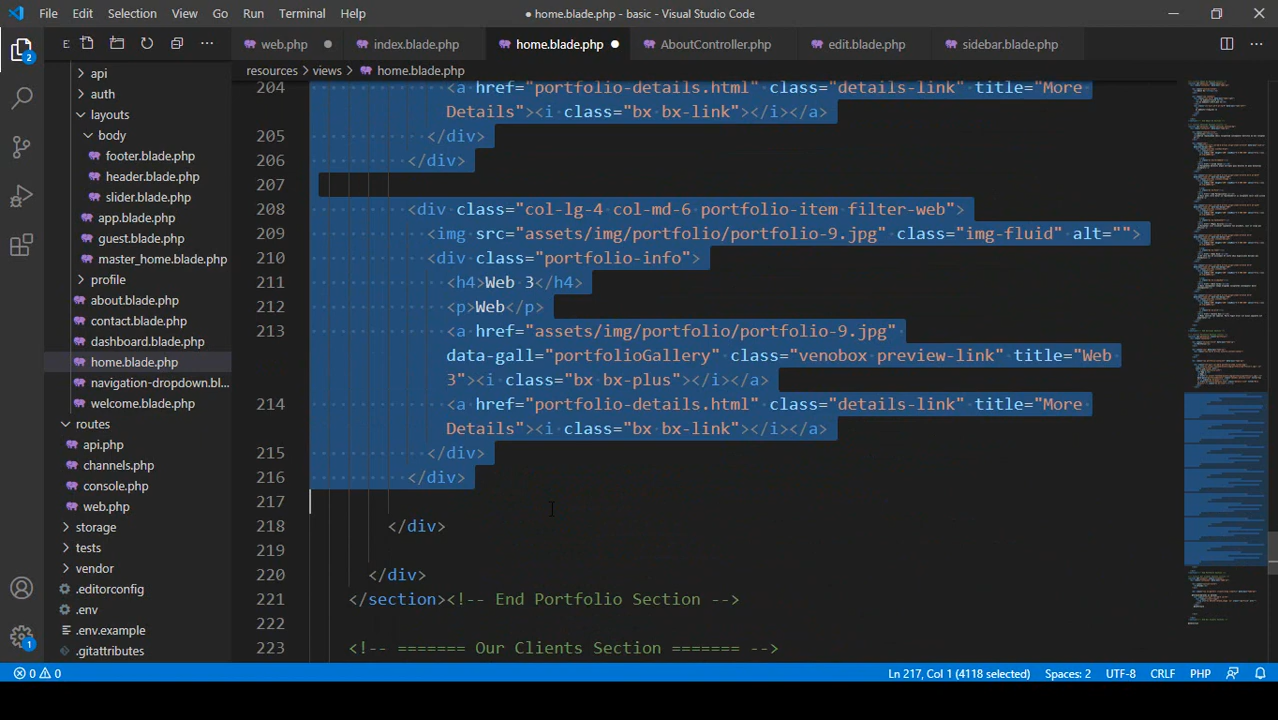 File Edit Selection View Go Run Terminal Help
● home.blade.php - basic - Visual Studio Code
E
web.php ● index.blade.php home.blade.php ● AboutController.php edit.blade.php sidebar.blade.php
resources > views > home.blade.php
2
api
auth
layouts
body
footer.blade.php
header.blade.php
slider.blade.php
app.blade.php
guest.blade.php
master_home.blade.php
profile
about.blade.php
contact.blade.php
dashboard.blade.php
home.blade.php
navigation-dropdown.bl...
welcome.blade.php
routes
api.php
channels.php
console.php
web.php
storage
tests
vendor
.editorconfig
.env
.env.example
.gitattributes
1
204 <a href="portfolio-details.html" class="details-link" title="More
Details"><i class="bx bx-link"></i></a>
205 </div>
206 </div>
207
208 <div class="col-lg-4 col-md-6 portfolio-item filter-web">
209 <img src="assets/img/portfolio/portfolio-9.jpg" class="img-fluid" alt="">
210 <div class="portfolio-info">
211 <h4>Web 3</h4>
212 <p>Web</p>
213 <a href="assets/img/portfolio/portfolio-9.jpg"
data-gall="portfolioGallery" class="venobox preview-link" title="Web
3"><i class="bx bx-plus"></i></a>
214 <a href="portfolio-details.html" class="details-link" title="More
Details"><i class="bx bx-link"></i></a>
215 </div>
216 </div>
217
218 </div>
219
220 </div>
221 </section><!-- End Portfolio Section -->
222
223 <!-- ======= Our Clients Section ======= -->
0 0 Ln 217, Col 1 (4118 selected) Spaces: 2 UTF-8 CRLF PHP